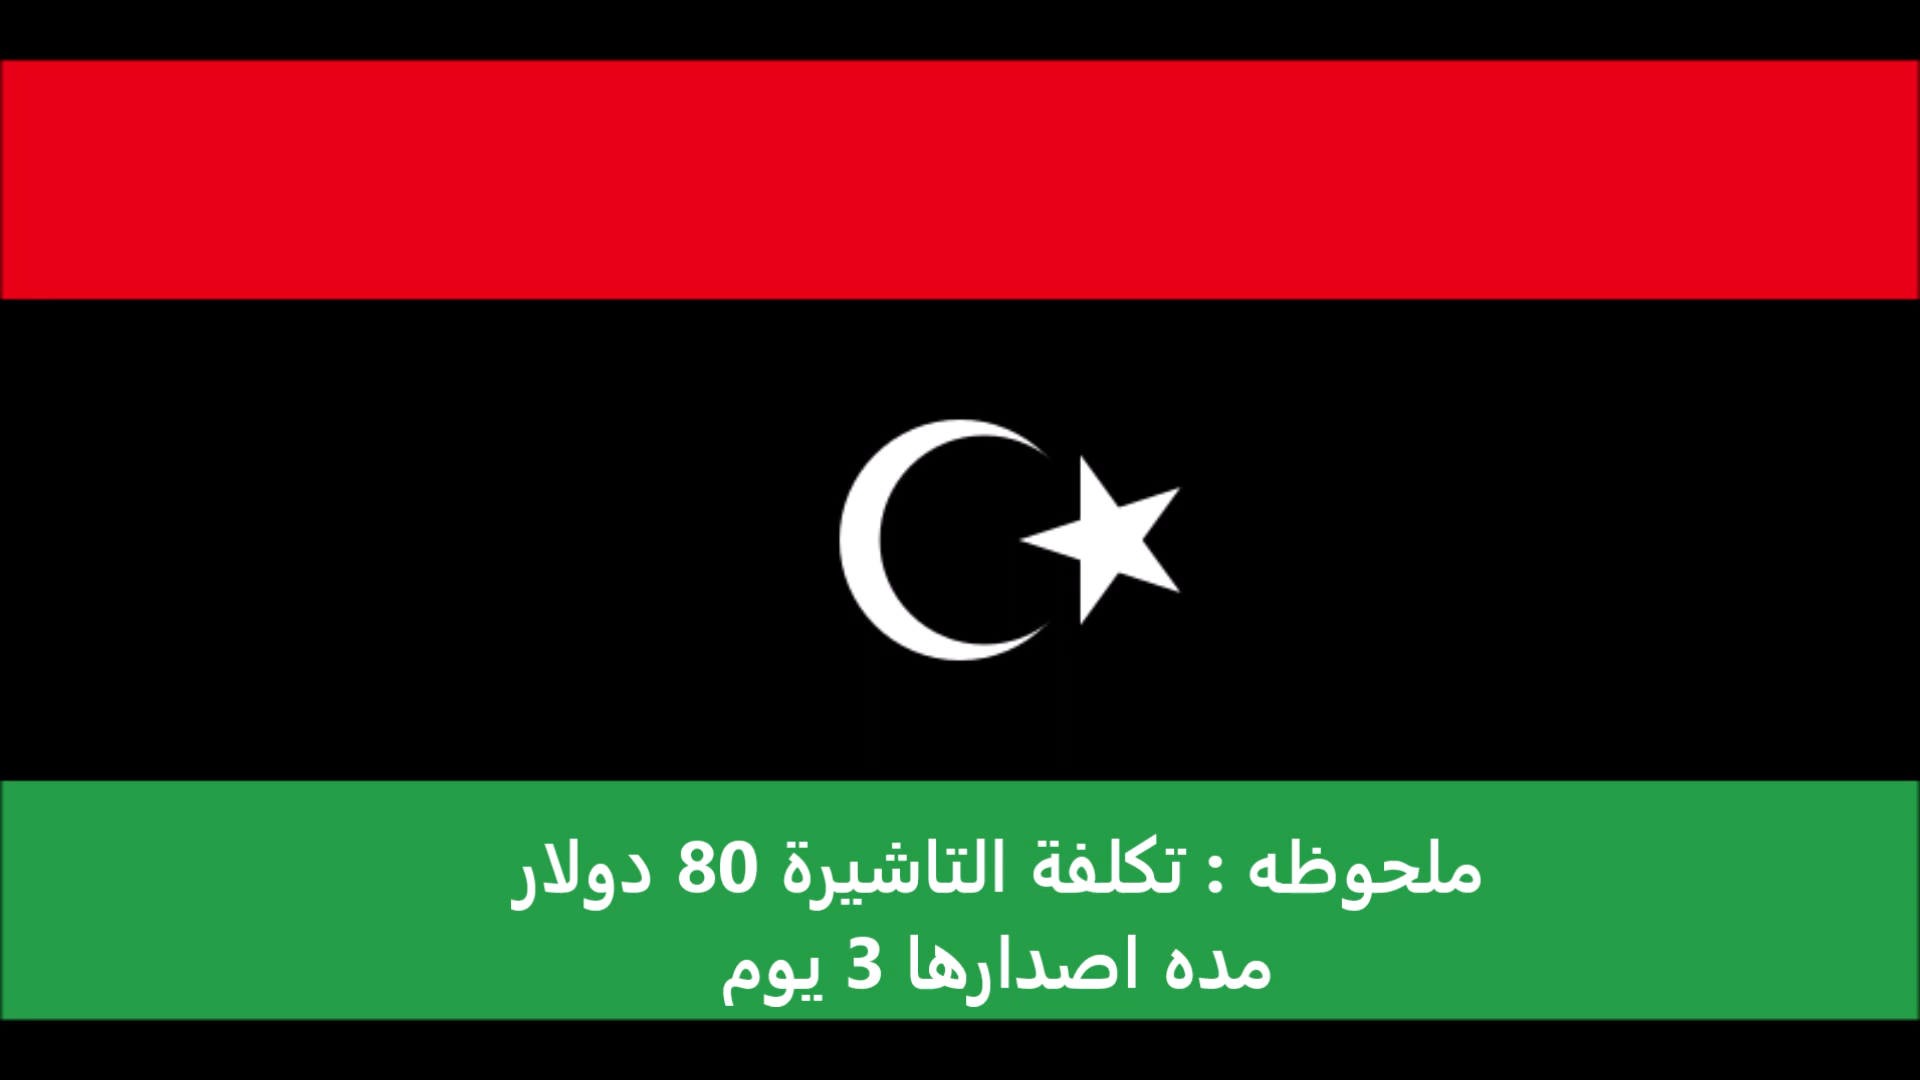 ملحوظه : تكلفة التاشيرة 80 دولار
مده اصدارها 3 يوم